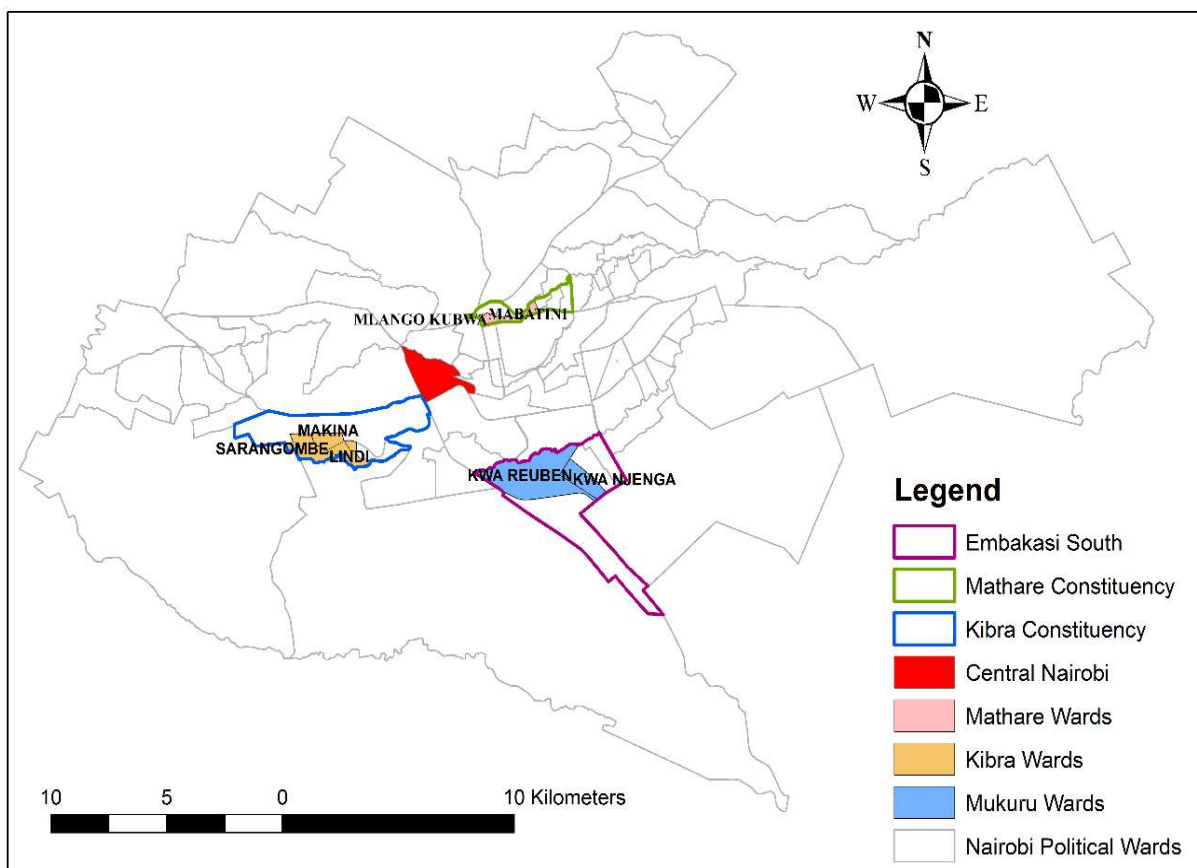 N
W E
S
MLANGO KUBWA MABATINI
MAKINA
SARANGOMBE
LINDI
KWA REUBEN KWA NJENGA
Legend
Embakasi South
Mathare Constituency
Kibra Constituency
Central Nairobi
Mathare Wards
Kibra Wards
Mukuru Wards
Nairobi Political Wards
10 5 0 10 Kilometers